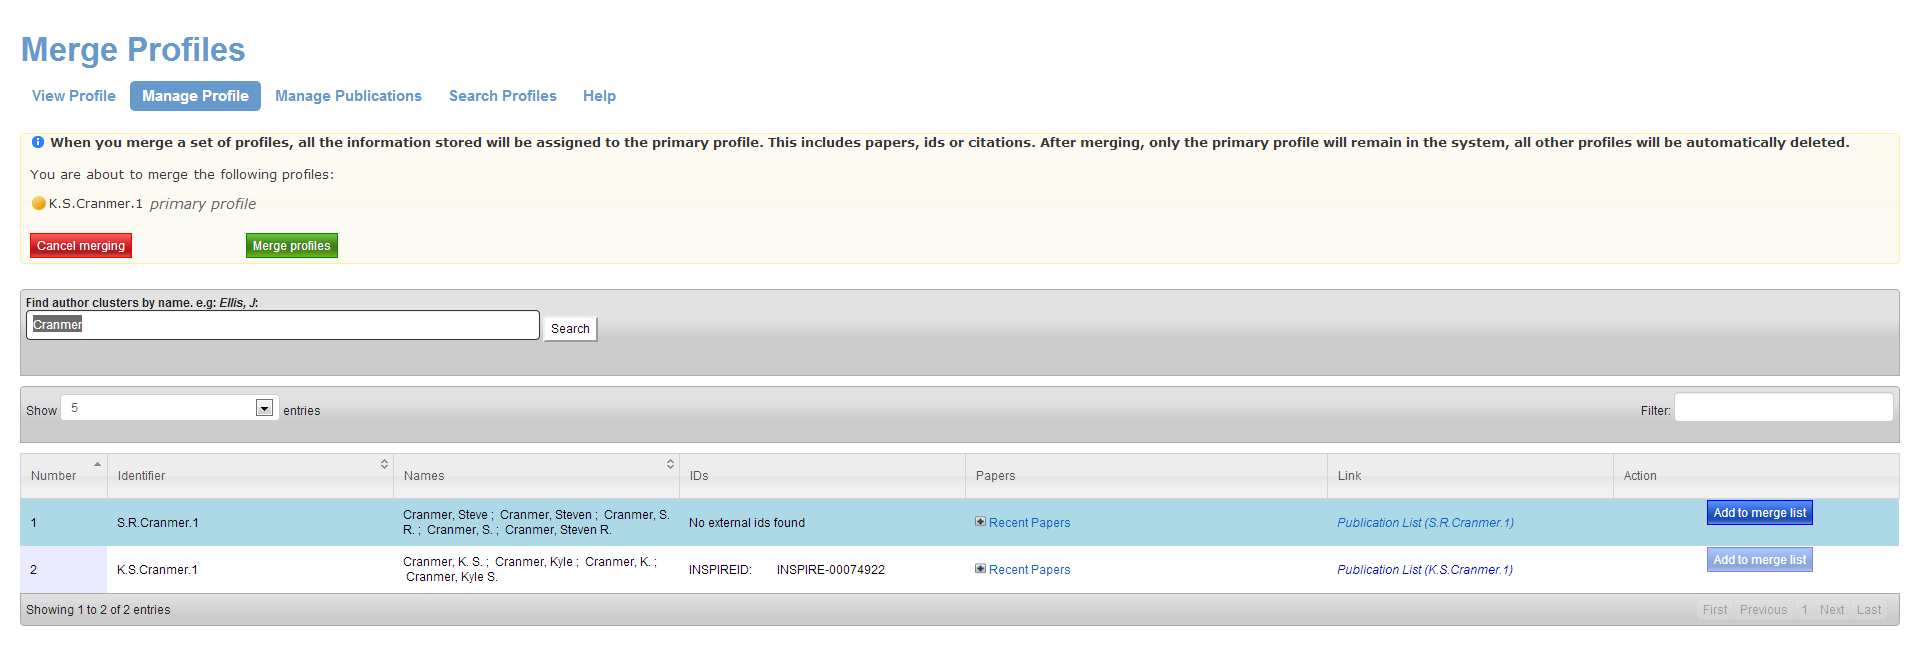 Merge Profiles
View Profile Manage Profile Manage Publications Search Profiles Help
When you merge a set of profiles, all the information stored will be assigned to the primary profile. This includes papers, ids or citations. After merging, only the primary profile will remain in the system, all other profiles will be automatically deleted.
You are about to merge the following profiles:
K.S.Cranmer.1 primary profile
Cancel merging Merge profiles
Find author clusters by name. e.g: Ellis, J:
Cranmer Search
Show 5 entries Filter:
Number Identifier Names IDs Papers Link Action
1 S.R.Cranmer.1 Cranmer, Steve ; Cranmer, Steven ; Cranmer, S.
R. ; Cranmer, S. ; Cranmer, Steven R. No external ids found Recent Papers Publication List (S.R.Cranmer.1) Add to merge list
2 K.S.Cranmer.1 Cranmer, K. S. ; Cranmer, Kyle ; Cranmer, K. ;
Cranmer, Kyle S. INSPIREID: INSPIRE-00074922 Recent Papers Publication List (K.S.Cranmer.1) Add to merge list
Showing 1 to 2 of 2 entries First Previous 1 Next Last